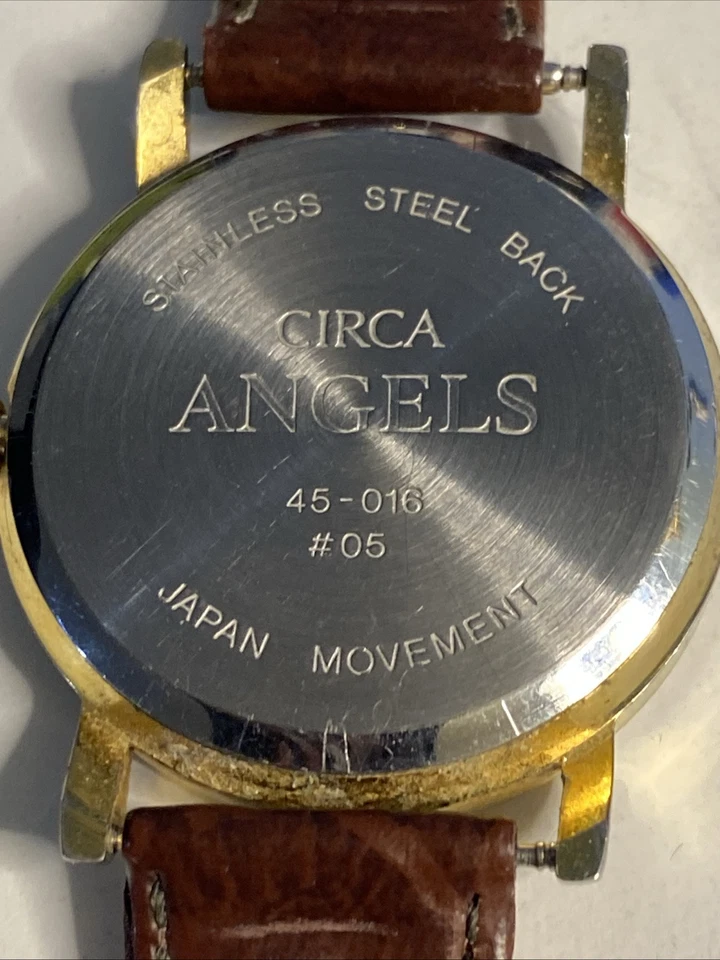 STAINLESS STEEL BACK
CIRCA
ANGELS
45-016
#05
JAPAN MOVEMENT